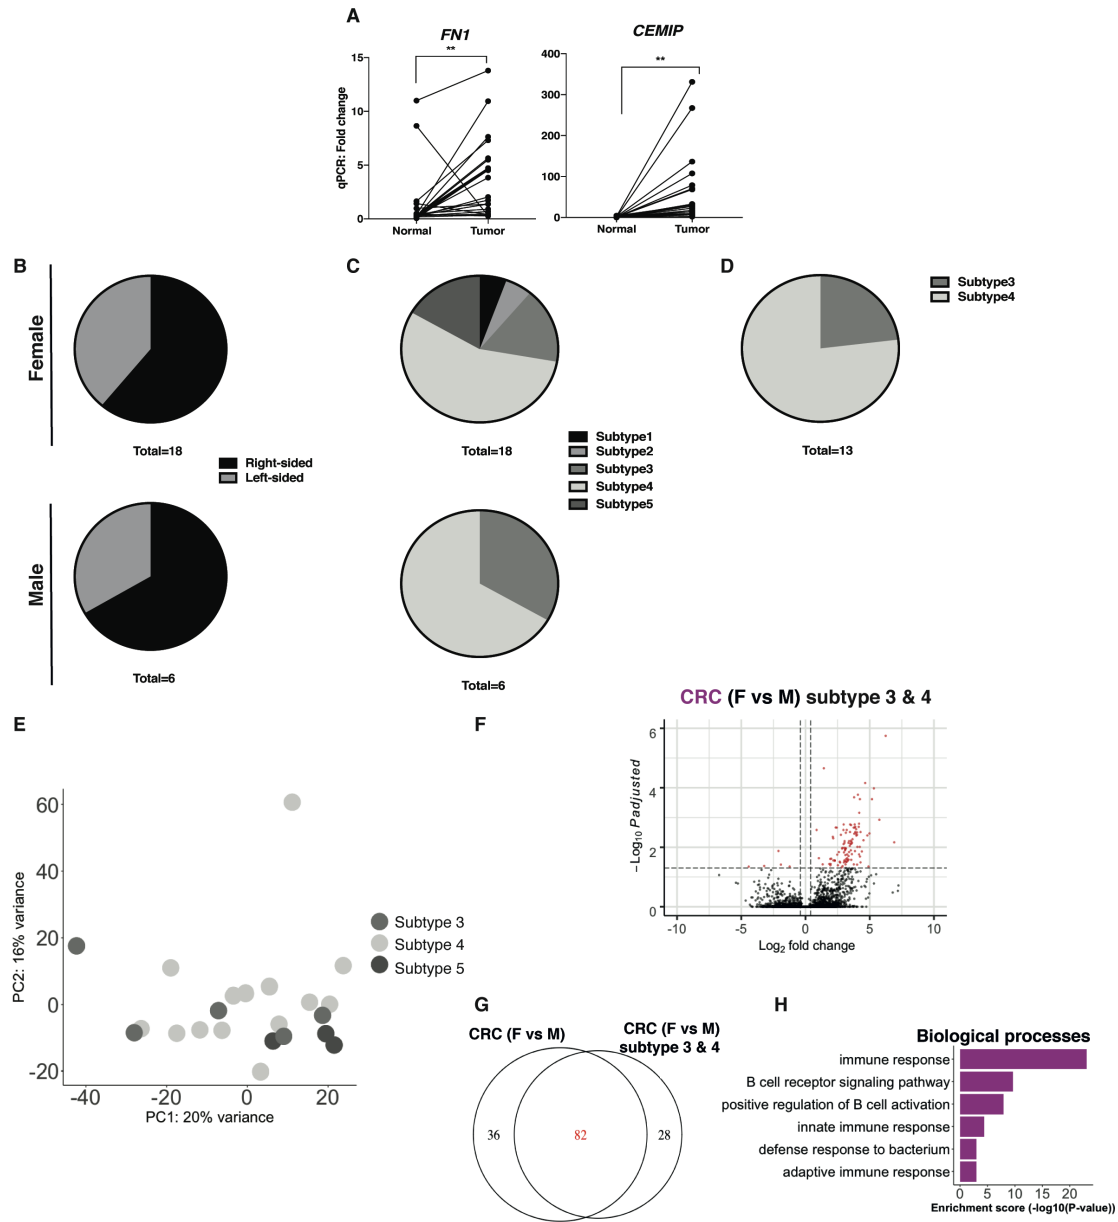 A
FN1
**
15
10
5
0
qPCR: Fold change
Normal
Tumor
CEMIP
**
400
300
200
100
0
Normal
Tumor
B
Female
Total=18
Right-sided
Left-sided
Male
Total=6
C
Total=18
Subtype1
Subtype2
Subtype3
Subtype4
Subtype5
Total=6
D
Subtype3
Subtype4
Total=13
E
60
40
20
0
-20
PC2: 16% variance
-40
-20
0
20
PC1: 20% variance
Subtype 3
Subtype 4
Subtype 5
F
CRC (F vs M) subtype 3 & 4
6
4
2
0
−Log10 Padjusted
-10
-5
0
5
10
Log2 fold change
G
CRC (F vs M)
CRC (F vs M)
subtype 3 & 4
36
82
28
H
Biological processes
immune response
B cell receptor signaling pathway
positive regulation of B cell activation
innate immune response
defense response to bacterium
adaptive immune response
0
5
10
15
20
Enrichment score (-log10(P-value))